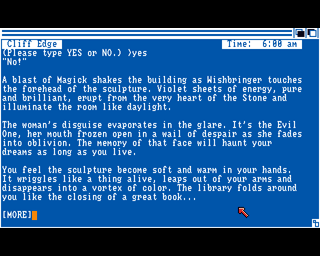 Cliff Edge Time: 6:00 am
(Please type YES or NO.) >yes
"No!"
A blast of Magick shakes the building as Wishbringer touches
the forehead of the sculpture. Violet sheets of energy, pure
and brilliant, erupt from the very heart of the Stone and
illuminate the room like daylight.
The woman's disguise evaporates in the glare. It's the Evil
One, her mouth frozen open in a wail of despair as she fades
into oblivion. The memory of that face will haunt your
dreams as long as you live.
You feel the sculpture become soft and warm in your hands.
It wriggles like a thing alive, leaps out of your arms and
disappears into a vortex of color. The library folds around
you like the closing of a great book...
[MORE]